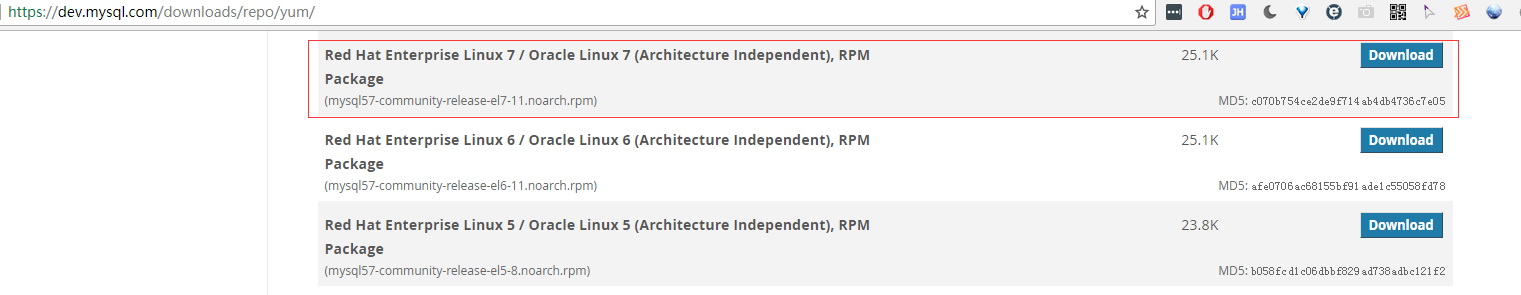 https://dev.mysql.com/downloads/repo/yum/
JH
Red Hat Enterprise Linux 7 / Oracle Linux 7 (Architecture Independent), RPM 25.1K Download
Package
(mysql57-community-release-el7-11.noarch.rpm) MD5: c070b754ce2de9f714ab4db4736c7e05
Red Hat Enterprise Linux 6 / Oracle Linux 6 (Architecture Independent), RPM 25.1K Download
Package
(mysql57-community-release-el6-11.noarch.rpm) MD5: afe0706ac68155bf91ade1c55058fd78
Red Hat Enterprise Linux 5 / Oracle Linux 5 (Architecture Independent), RPM 23.8K Download
Package
(mysql57-community-release-el5-8.noarch.rpm) MD5: b058fcd1c06dbbf829ad738adbc121f2